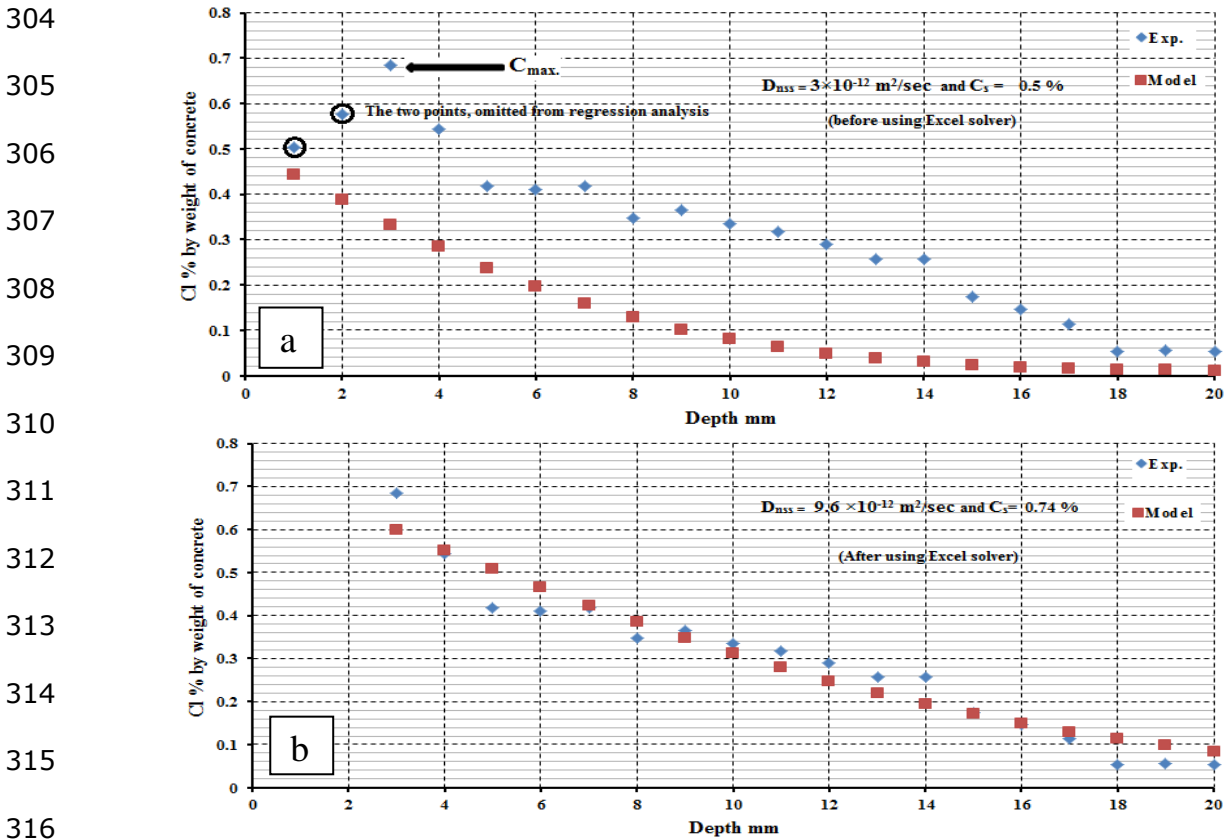 304
305
306
307
308
309
310
311
312
313
314
315
316
0.8
0.7
0.6
0.5
0.4
0.3
0.2
0.1
0
Cl % by weight of concrete
Exp.
Model
Cmax.
Dnss = 3×10-12 m2/sec and Cs = 0.5 %
(before using Excel solver)
The two points, omitted from regression analysis
a
0 2 4 6 8 10 12 14 16 18 20
Depth mm
0.8
0.7
0.6
0.5
0.4
0.3
0.2
0.1
0
Cl % by weight of concrete
Exp.
Model
Dnss = 9.6 ×10-12 m2/sec and Cs= 0.74 %
(After using Excel solver)
b
0 2 4 6 8 10 12 14 16 18 20
Depth mm